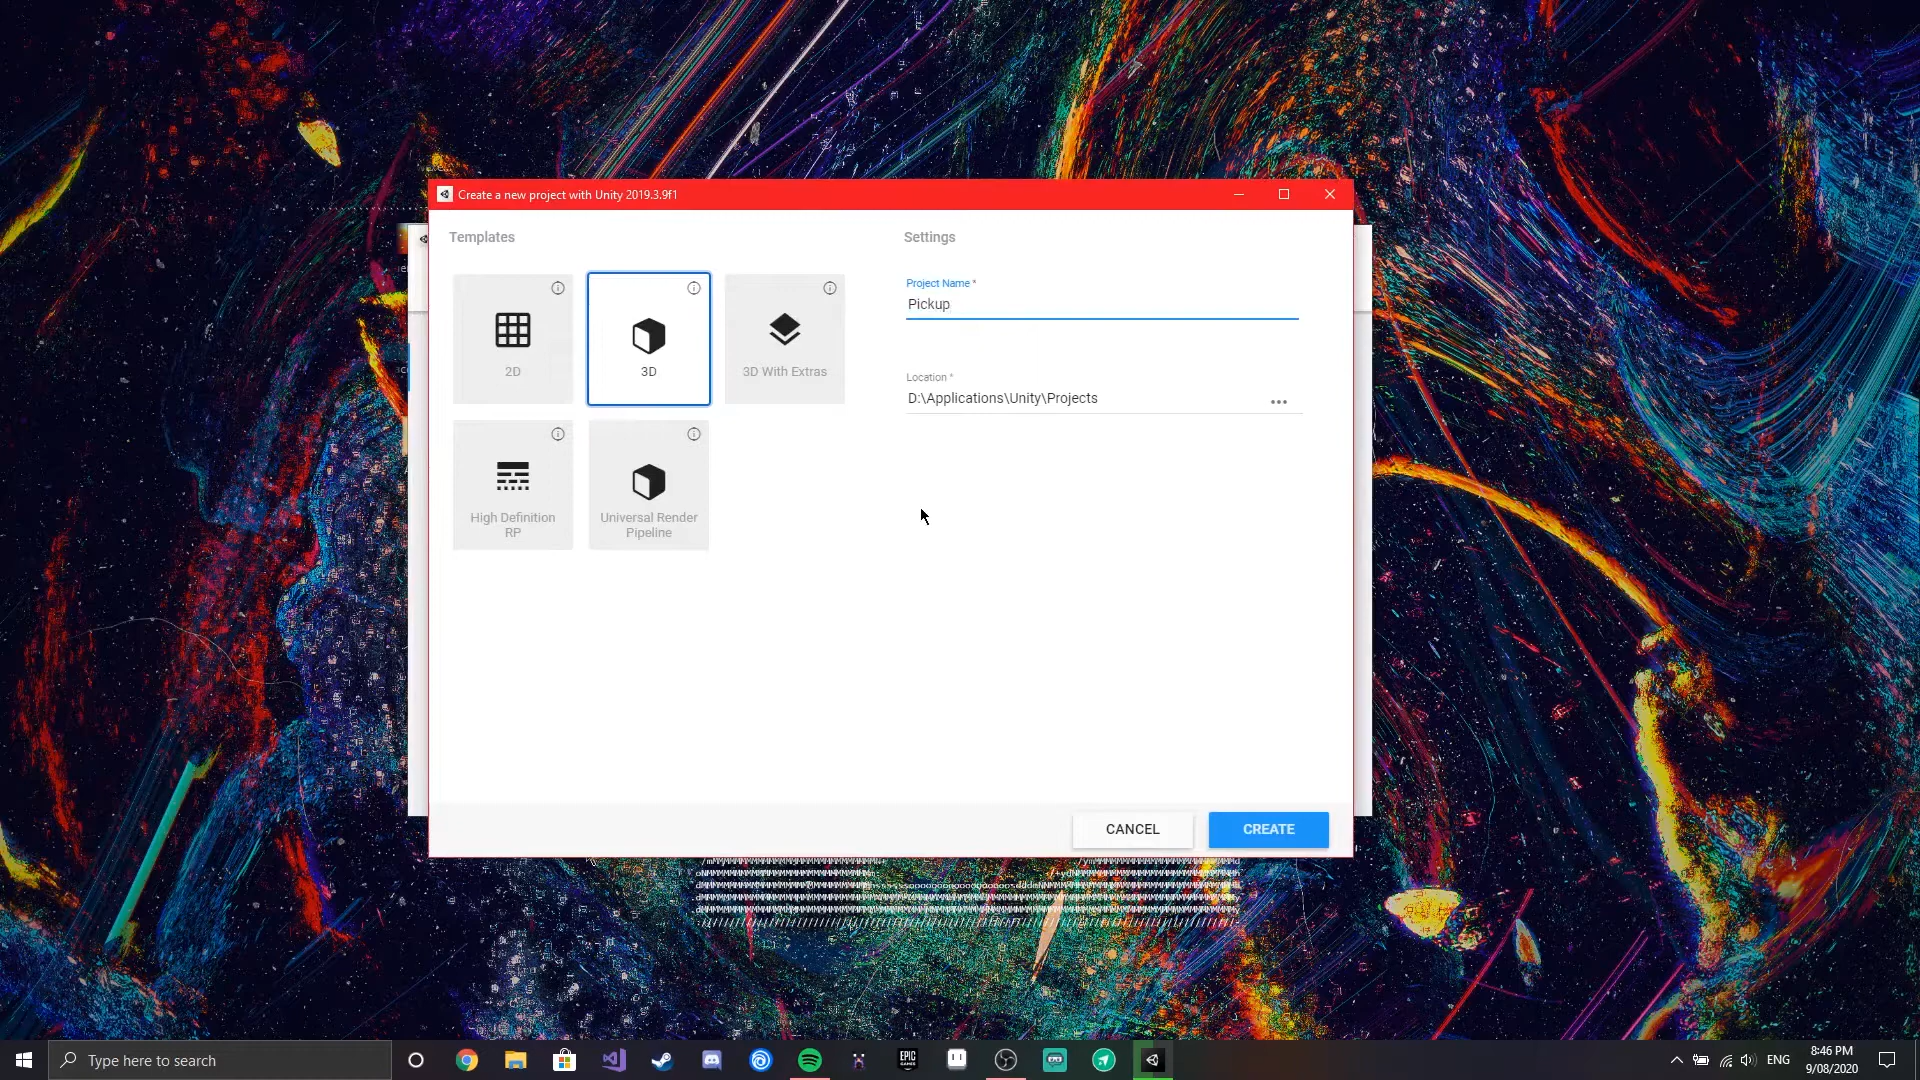 Create a new project with Unity 2019.3.9f1
Templates
Settings
2D
3D
3D With Extras
High Definition
RP
Universal Render
Pipeline
Project Name *
Pickup
Location *
D:\Applications\Unity\Projects
CANCEL
CREATE
Type here to search
EPIC
GAMES
ENG
8:46 PM
9/08/2020